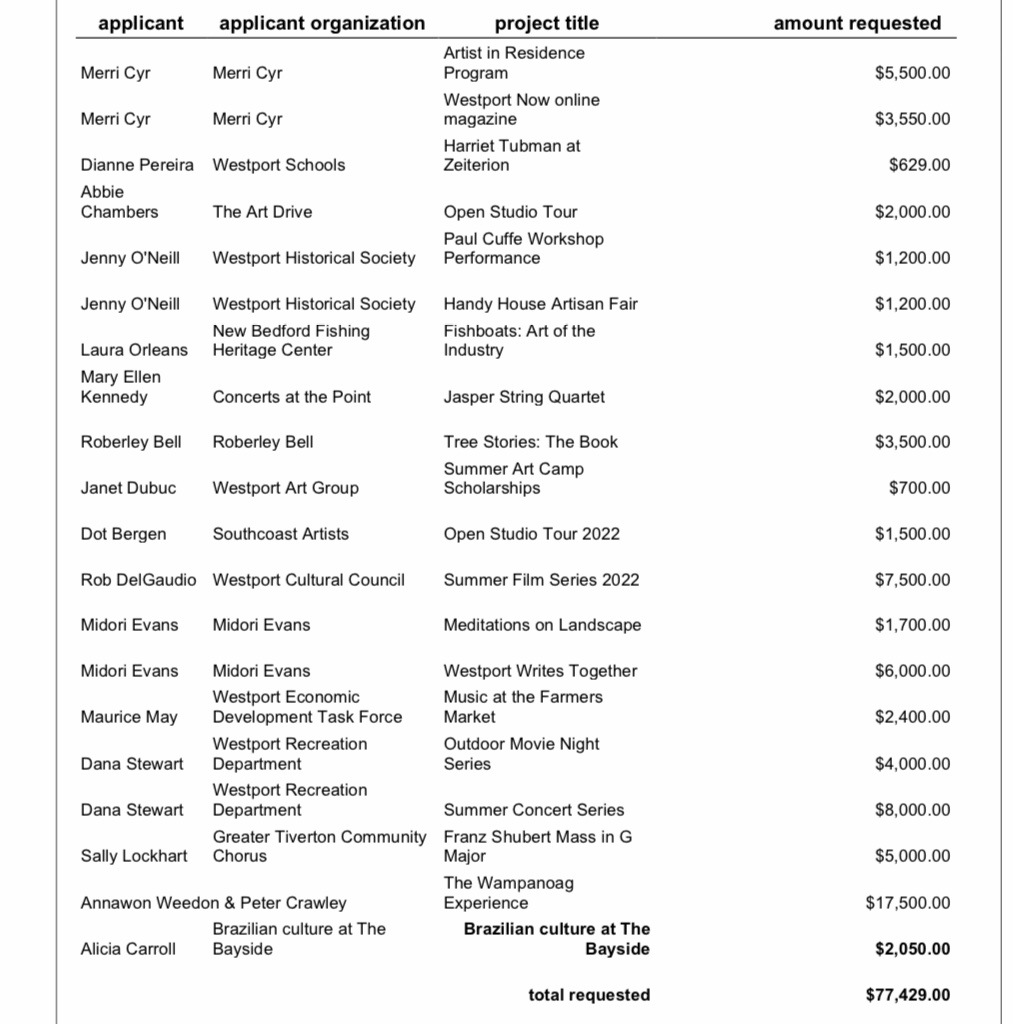 applicant applicant organization project title amount requested
Artist in Residence
Merri Cyr Merri Cyr Program $5,500.00
Westport Now online
Merri Cyr Merri Cyr magazine $3,550.00
Harriet Tubman at
Dianne Pereira Westport Schools Zeiterion $629.00
Abbie
Chambers The Art Drive Open Studio Tour $2,000.00
Paul Cuffe Workshop
Jenny O'Neill Westport Historical Society Performance $1,200.00
Jenny O'Neill Westport Historical Society Handy House Artisan Fair $1,200.00
New Bedford Fishing Fishboats: Art of the
Laura Orleans Heritage Center Industry $1,500.00
Mary Ellen
Kennedy Concerts at the Point Jasper String Quartet $2,000.00
Roberley Bell Roberley Bell Tree Stories: The Book $3,500.00
Summer Art Camp
Janet Dubuc Westport Art Group Scholarships $700.00
Dot Bergen Southcoast Artists Open Studio Tour 2022 $1,500.00
Rob DelGaudio Westport Cultural Council Summer Film Series 2022 $7,500.00
Midori Evans Midori Evans Meditations on Landscape $1,700.00
Midori Evans Midori Evans Westport Writes Together $6,000.00
Westport Economic Music at the Farmers
Maurice May Development Task Force Market $2,400.00
Westport Recreation Outdoor Movie Night
Dana Stewart Department Series $4,000.00
Westport Recreation
Dana Stewart Department Summer Concert Series $8,000.00
Greater Tiverton Community Franz Shubert Mass in G
Sally Lockhart Chorus Major $5,000.00
The Wampanoag
Annawon Weedon & Peter Crawley Experience $17,500.00
Brazilian culture at The Brazilian culture at The
Alicia Carroll Bayside Bayside $2,050.00
total requested $77,429.00